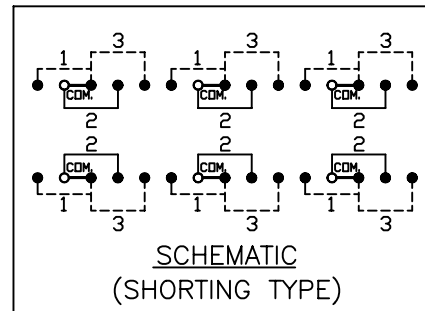 1 3 1 3 1 3
COM. COM. COM.
2 2 2
2 2 2
COM. COM. COM.
1 3 1 3 1 3
SCHEMATIC
(SHORTING TYPE)